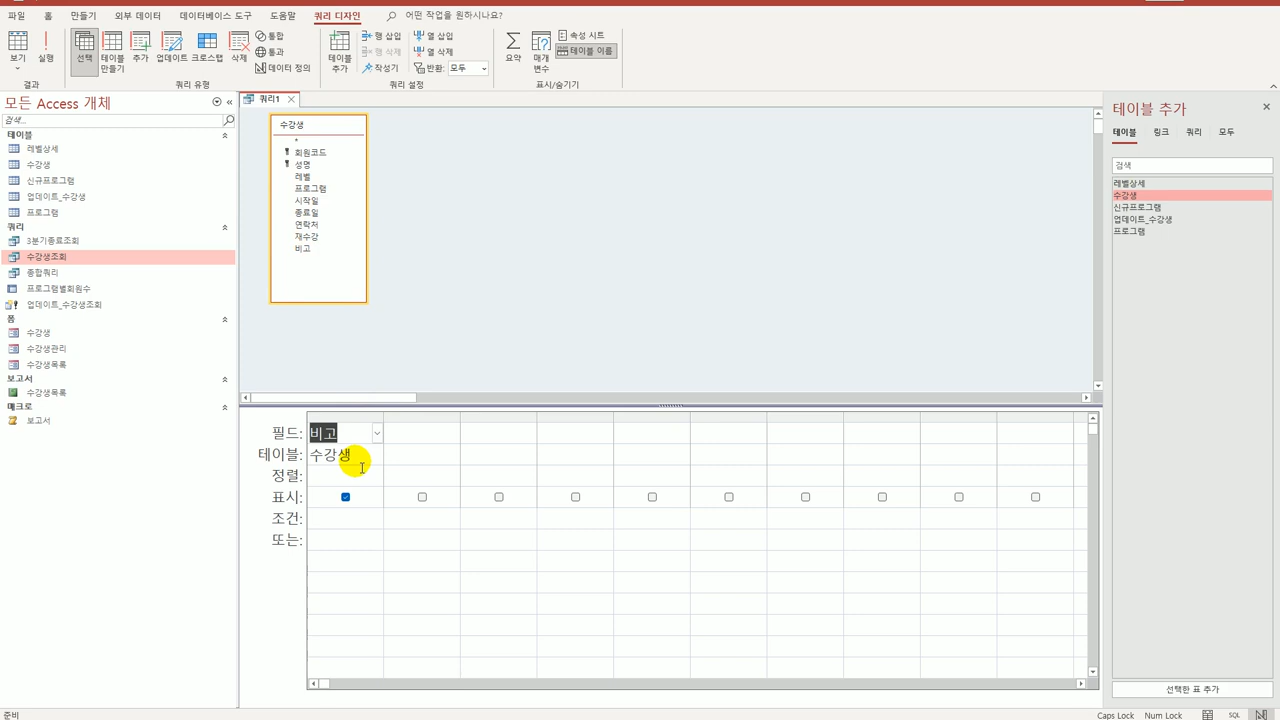 파일 홈 만들기 외부 데이터 데이터베이스 도구 도움말 쿼리 디자인 어떤 작업을 원하시나요?
보기 실행 선택 테이블 만들기 추가 업데이트 크로스탭 삭제 통합 통과 데이터 정의 테이블 추가 행 삽입 행 삭제 작성기 열 삽입 열 삭제 반환: 모두 요약 매개 변수 속성 시트 테이블 이름
결과 쿼리 유형 쿼리 설정 표시/숨기기
모든 Access 개체
검색...
테이블
레벨상세
수강생
신규프로그램
업데이트_수강생
프로그램
쿼리
3분기종료조회
수강생조회
종합쿼리
프로그램별회원수
업데이트_수강생조회
폼
수강생
수강생관리
수강생목록
보고서
수강생목록
매크로
보고서
쿼리1
수강생
*
회원코드
생명
레벨
프로그램
시작일
종료일
연락처
재수강
비고
필드: 비고
테이블: 수강생
정렬:
표시:
조건:
또는:
테이블 추가
테이블 링크 쿼리 모두
검색
레벨상세
수강생
신규프로그램
업데이트_수강생
프로그램
선택한 표 추가
준비
Caps Lock Num Lock SQL